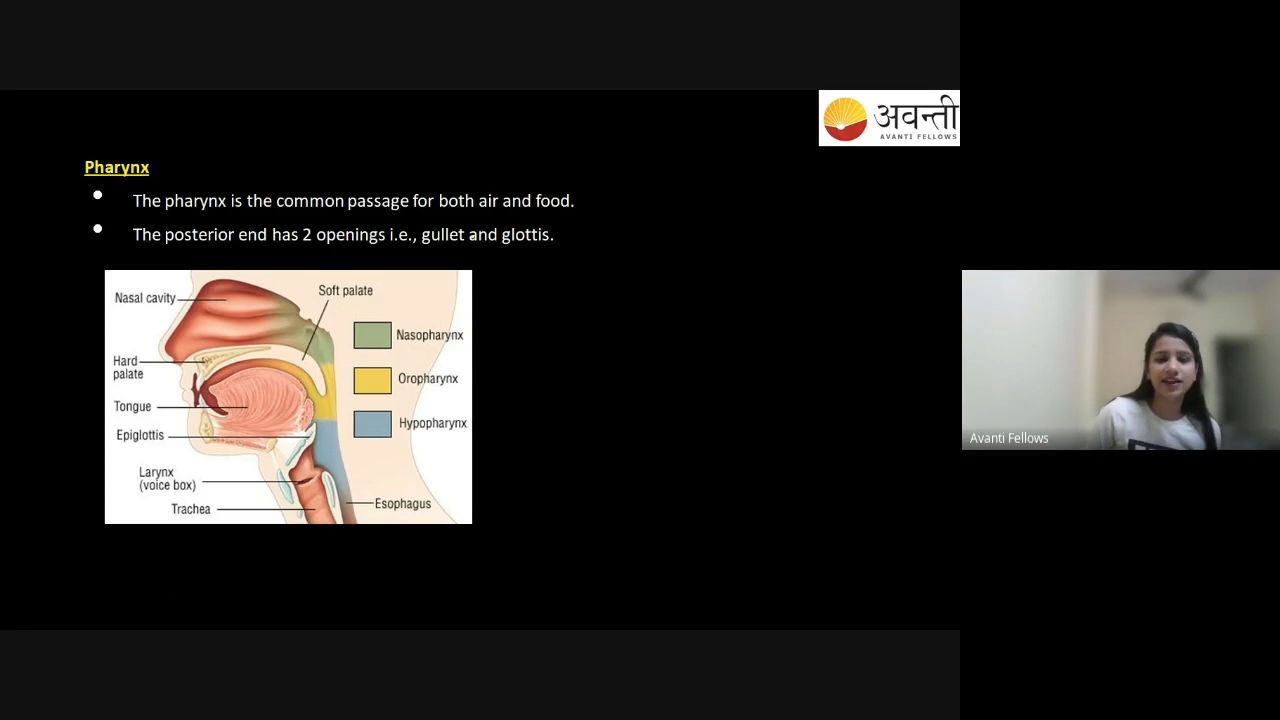 अवन्ती
AVANTI FELLOWS
Pharynx
• The pharynx is the common passage for both air and food.
• The posterior end has 2 openings i.e., gullet and glottis.
Soft palate
Nasal cavity
Nasopharynx
Hard
palate
Oropharynx
Tongue
Hypopharynx
Epiglottis
Larynx
(voice box)
Esophagus
Trachea
Avanti Fellows